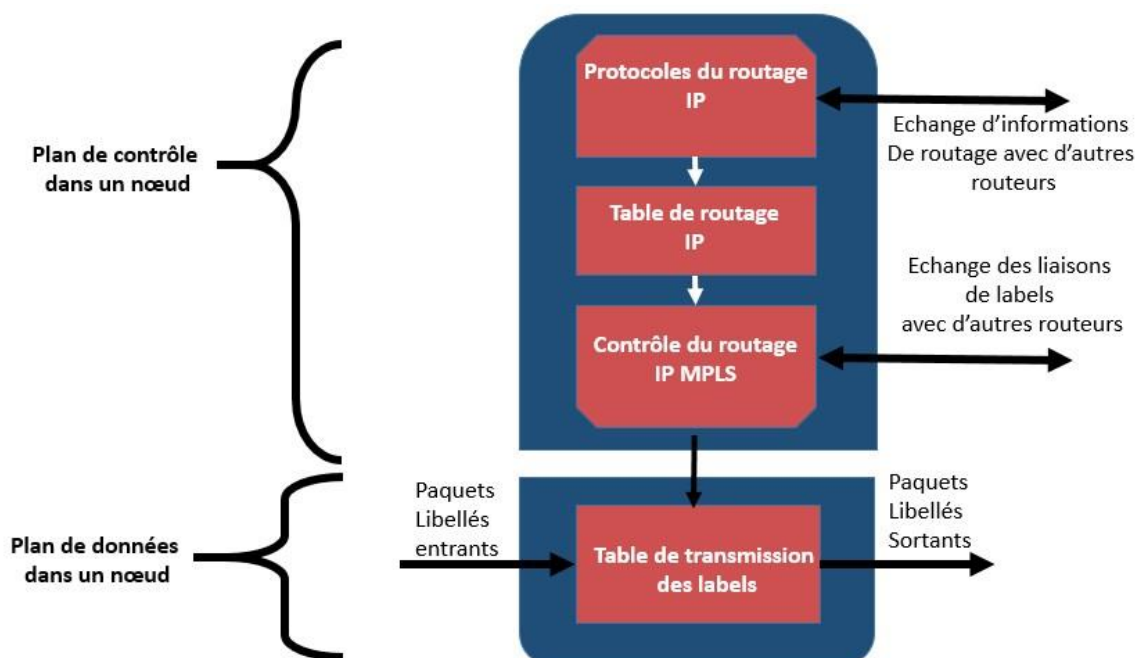 Protocoles du routage
IP
Echange d'informations
De routage avec d'autres
routeurs
Plan de contrôle
dans un nœud
Table de routage
IP
Echange des liaisons
de labels
avec d'autres routeurs
Contrôle du routage
IP MPLS
Paquets
Libellés
entrants
Paquets
Libellés
Sortants
Plan de données
dans un nœud
Table de transmission
des labels